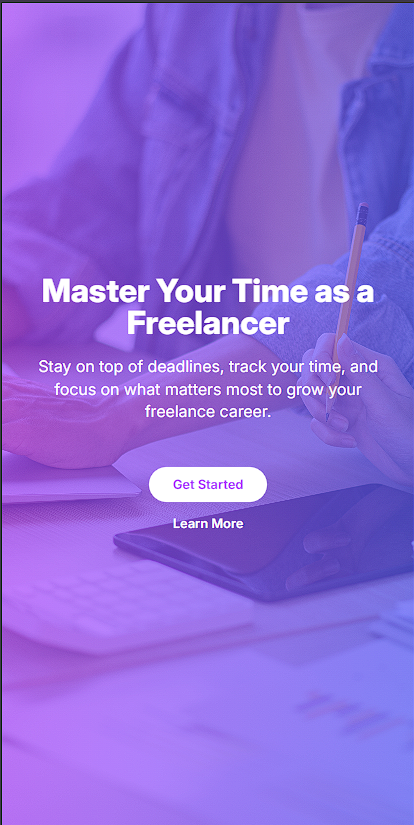 Master Your Time as a
Freelancer
Stay on top of deadlines, track your time, and
focus on what matters most to grow your
freelance career.
Get Started
Learn More